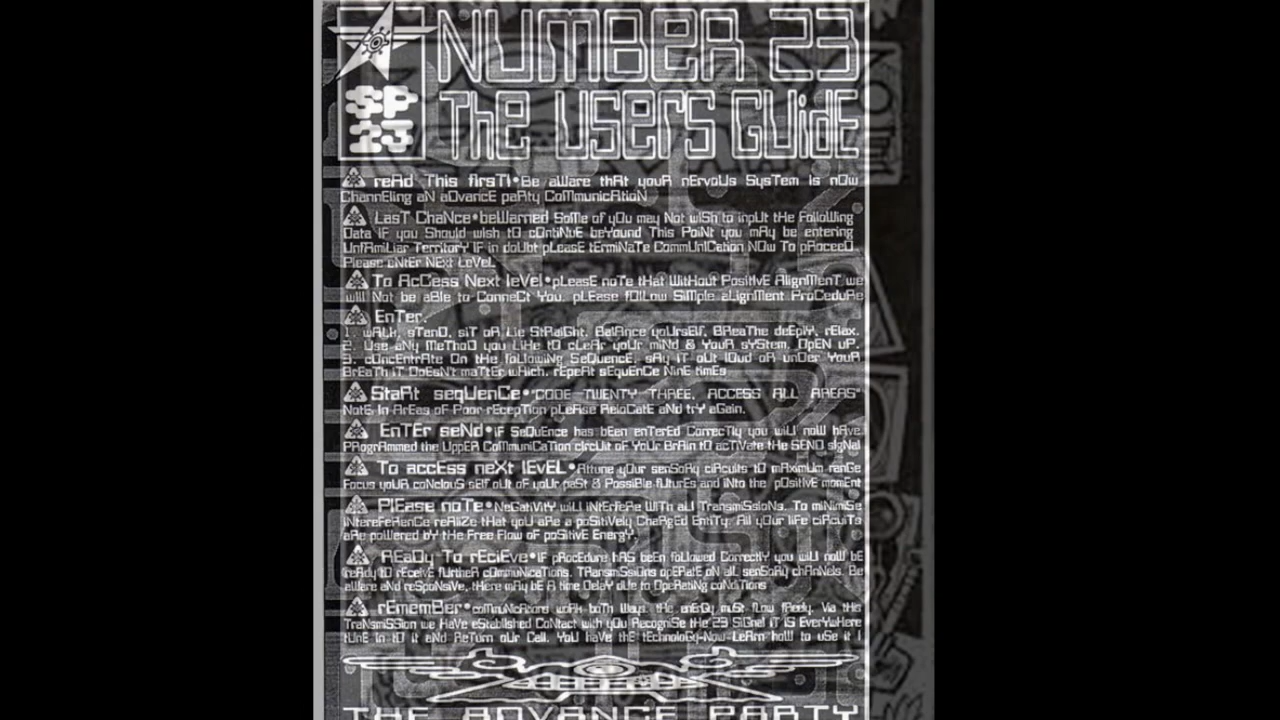 NUMBeR 23
SP
23
The Users GUidE
reAd This firsT!•Be aWare thAt youR nErvoUs SysTem Is nOw
ChannEling aN aDvancE paRty CoMmunicAtioN
LasT ChaNce•beWarned SoMe of yOu may Not wISh to inpUt tHe FolloWing
Data IF you Should wish tO cOntiNuE beYound This PoiNt you mAy be entering
UnfAmiLiar TerritorY IF in doUbt pLeasE tErmiNaTe CommUnICation NOw To pRoceeD.
Please eNtEr NExt LeVeL.
To AcCess Next leVel•pLeasE noTe tHat WitHout PositIvE AlignMenT we
will Not be aBle to ConneCt You. pLEase fOlLow SiMple aLignMent ProCeduRe
EnTer.
1. wALk, sTanD, siT oR Lie StRaiGht, BalAnce yoUrsElf, BReaThe deEplY, rElax.
2. Use aNy MeThoD you LiKe tO cLeAr yoUr miNd & YouR sYStem. OpEN uP.
3. cOncEntrAte On tHe foLlowiNg SeQuencE, sAy iT oUt lOud oR unDer YouR
BrEaTh iT DoEsN't maTtEr wHich, rEpeAt sEquEnCe NinE tiMEs
StaRt seqUenCe•"CODE TWENTY THREE, ACCESS ALL AREAS"
NotE. In ArEas of Poor rEcepTion pLeAse ReloCatE aNd trY aGain.
EnTEr seNd•iF SeQuEnce has bEen enTerEd CorrecTly you wiLl noW hAve
PRogrAmmed the UppER CoMmuniCaTion cIrcuiT of YoUr BrAin tO acTiVate tHe SEND sIgNal
To accEss neXt lEvEL•Attune yOur senSoRy ciRcuits tO mAximUm ranGe
Focus yoUR coNcIouS sElf oUt oF yoUr paSt & PossiBle fUturEs and iNto the pOsitivE momEnt
PlEase noTe•NeGatiVitY wiLl iNtErfeRe WiTh aLl TransmiSsIoNs. To miNiMiSe
iNtereFeRenCe reAliZe tHat yoU aRe a poSitiVely ChaRgEd EntiTy. All yOur liFe ciRcuiTs
aRe poWered bY tHe Free Flow oF poSitivE EnergY.
REaDy To rEciEve•iF pRocEdure hAS beEn foLlowed CorrectlY you wiLl noW bE
reAdy tO rEceivE fUrtheR cOmmuNicaTions. TRansmiSsions opErAtE oN alL senSoRy chAnNels. Be
aWare aNd reSpoNsiVe, tHere mAy bE A tIme DelaY dUe to OpeRatiNg coNditions
rEmemBer•coMmuNicAtions woRk boTh Ways. tHe enErGy muSt fLow fReely. Via tHis
TraNsmiSSion we HavE eStabliShed CoNtact with yOu RecogniSe tHe 23 SiGnal iT iS EverYwHere
tUnE In tO iT aNd ReTurn oUr Call. YoU haVe thE tEchnoloGy-Now-LeaRn hoW to uSe it !
THE ADVANCE PARTY